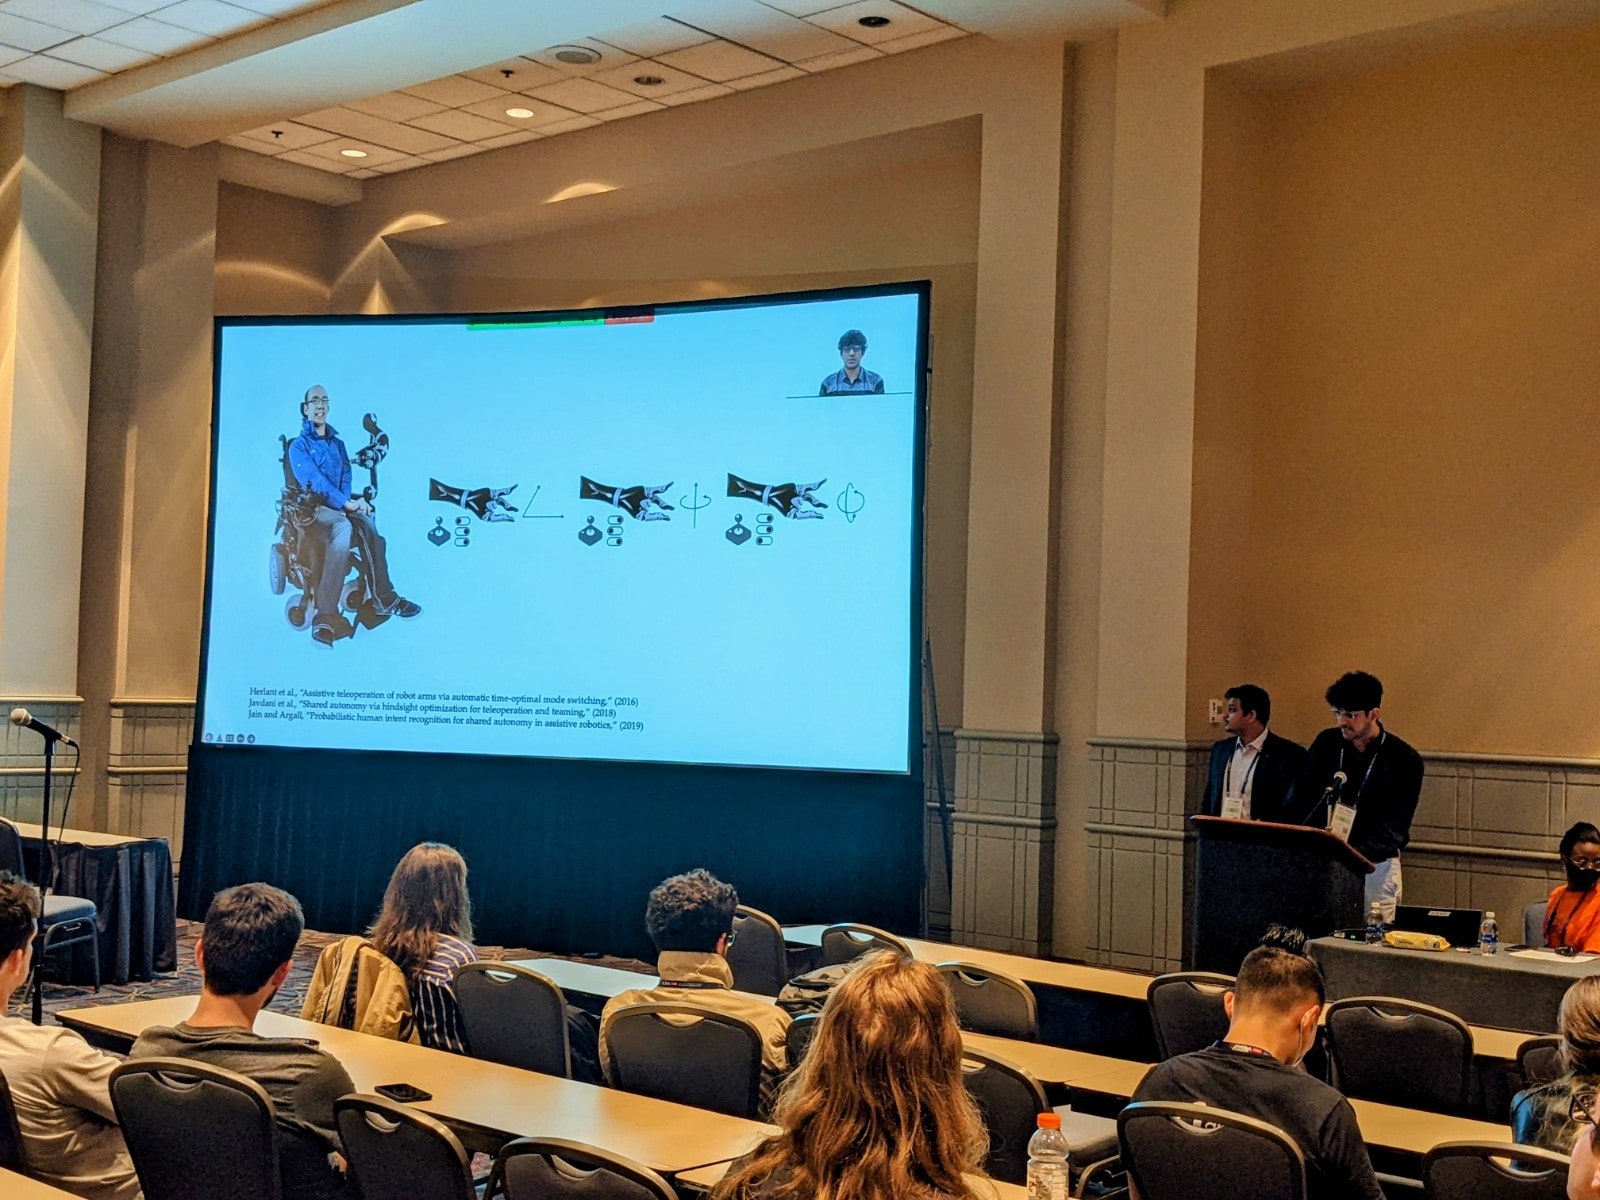 Herlant et al., "Assistive teleoperation of robot arms via automatic time-optimal mode switching," (2016)
Javdani et al., "Shared autonomy via hindsight optimization for teleoperation and teaming," (2018)
Jain and Argall, "Probabilistic human intent recognition for shared autonomy in assistive robotics," (2019)